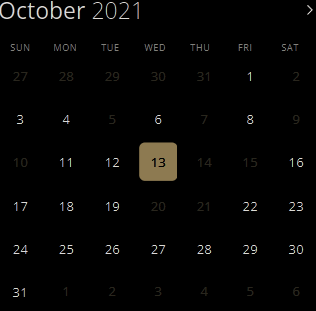 October 2021 >
SUN MON TUE WED THU FRI SAT
27 28 29 30 31 1 2
3 4 5 6 7 8 9
10 11 12 13 14 15 16
17 18 19 20 21 22 23
24 25 26 27 28 29 30
31 1 2 3 4 5 6